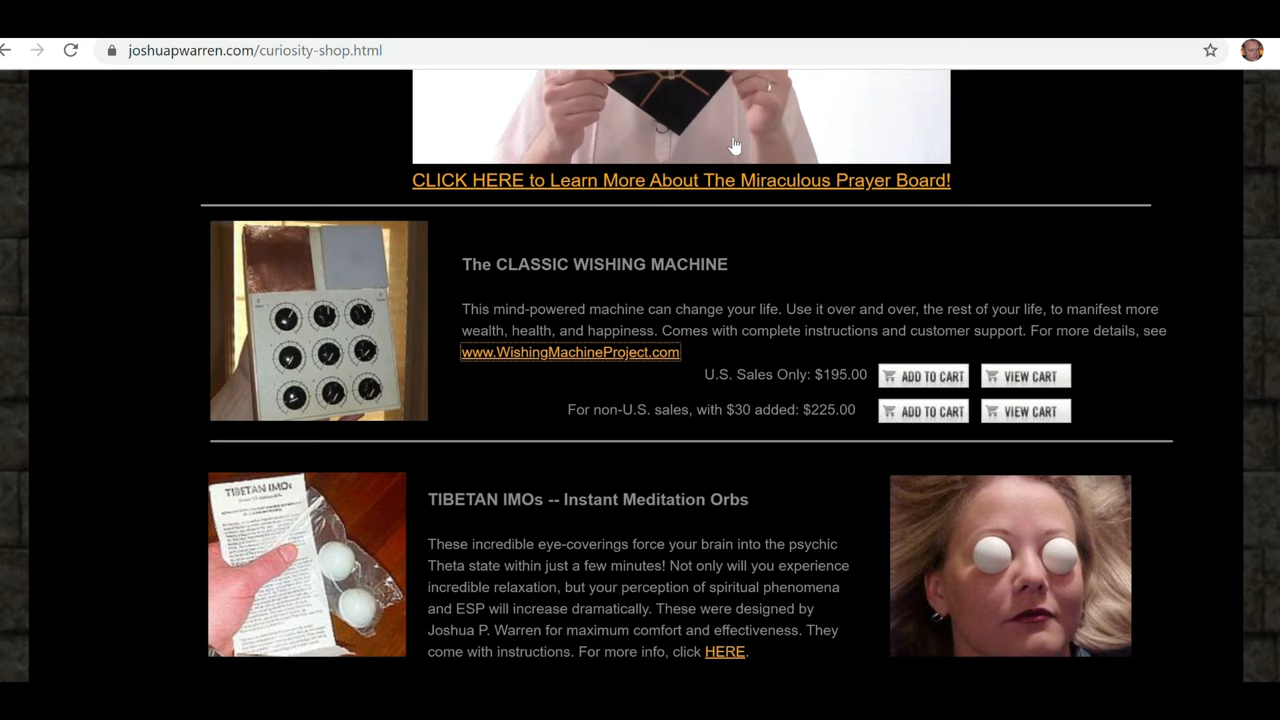 joshuapwarren.com/curiosity-shop.html
CLICK HERE to Learn More About The Miraculous Prayer Board!
The CLASSIC WISHING MACHINE
This mind-powered machine can change your life. Use it over and over, the rest of your life, to manifest more
wealth, health, and happiness. Comes with complete instructions and customer support. For more details, see
www.WishingMachineProject.com
U.S. Sales Only: $195.00 ADD TO CART VIEW CART
For non-U.S. sales, with $30 added: $225.00 ADD TO CART VIEW CART
TIBETAN IMOs
TIBETAN IMOs -- Instant Meditation Orbs
These incredible eye-coverings force your brain into the psychic
Theta state within just a few minutes! Not only will you experience
incredible relaxation, but your perception of spiritual phenomena
and ESP will increase dramatically. These were designed by
Joshua P. Warren for maximum comfort and effectiveness. They
come with instructions. For more info, click HERE.